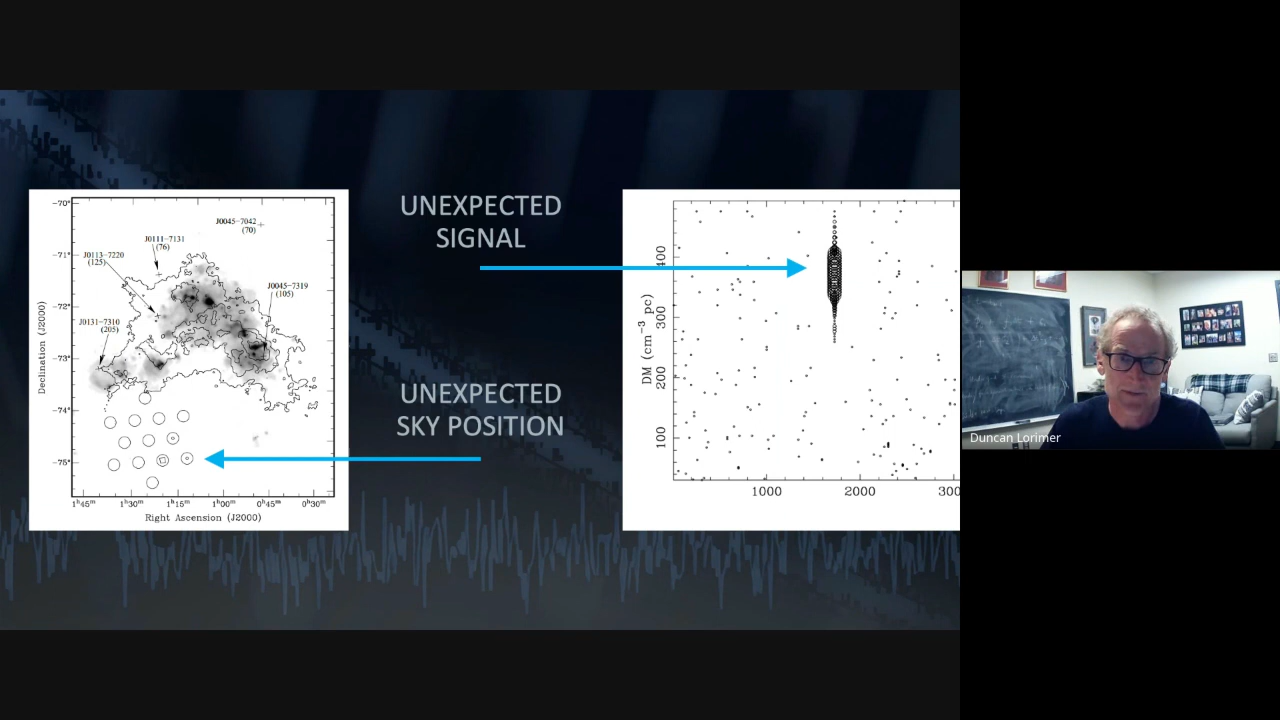 UNEXPECTED
SIGNAL
UNEXPECTED
SKY POSITION
-70°
-71
-72
-73
-74
-75
Declination (J2000)
J0045-7042
(70)
J0111-7131
(76)
J0113-7220
(125)
J0045-7319
(105)
J0131-7310
(205)
1ʰ45ᵐ
1ʰ30ᵐ
1ʰ15ᵐ
1ʰ00ᵐ
0ʰ45ᵐ
0ʰ30ᵐ
Right Ascension (J2000)
DM (cm⁻³ pc)
400
300
200
100
1000
2000
300
Duncan Lorimer